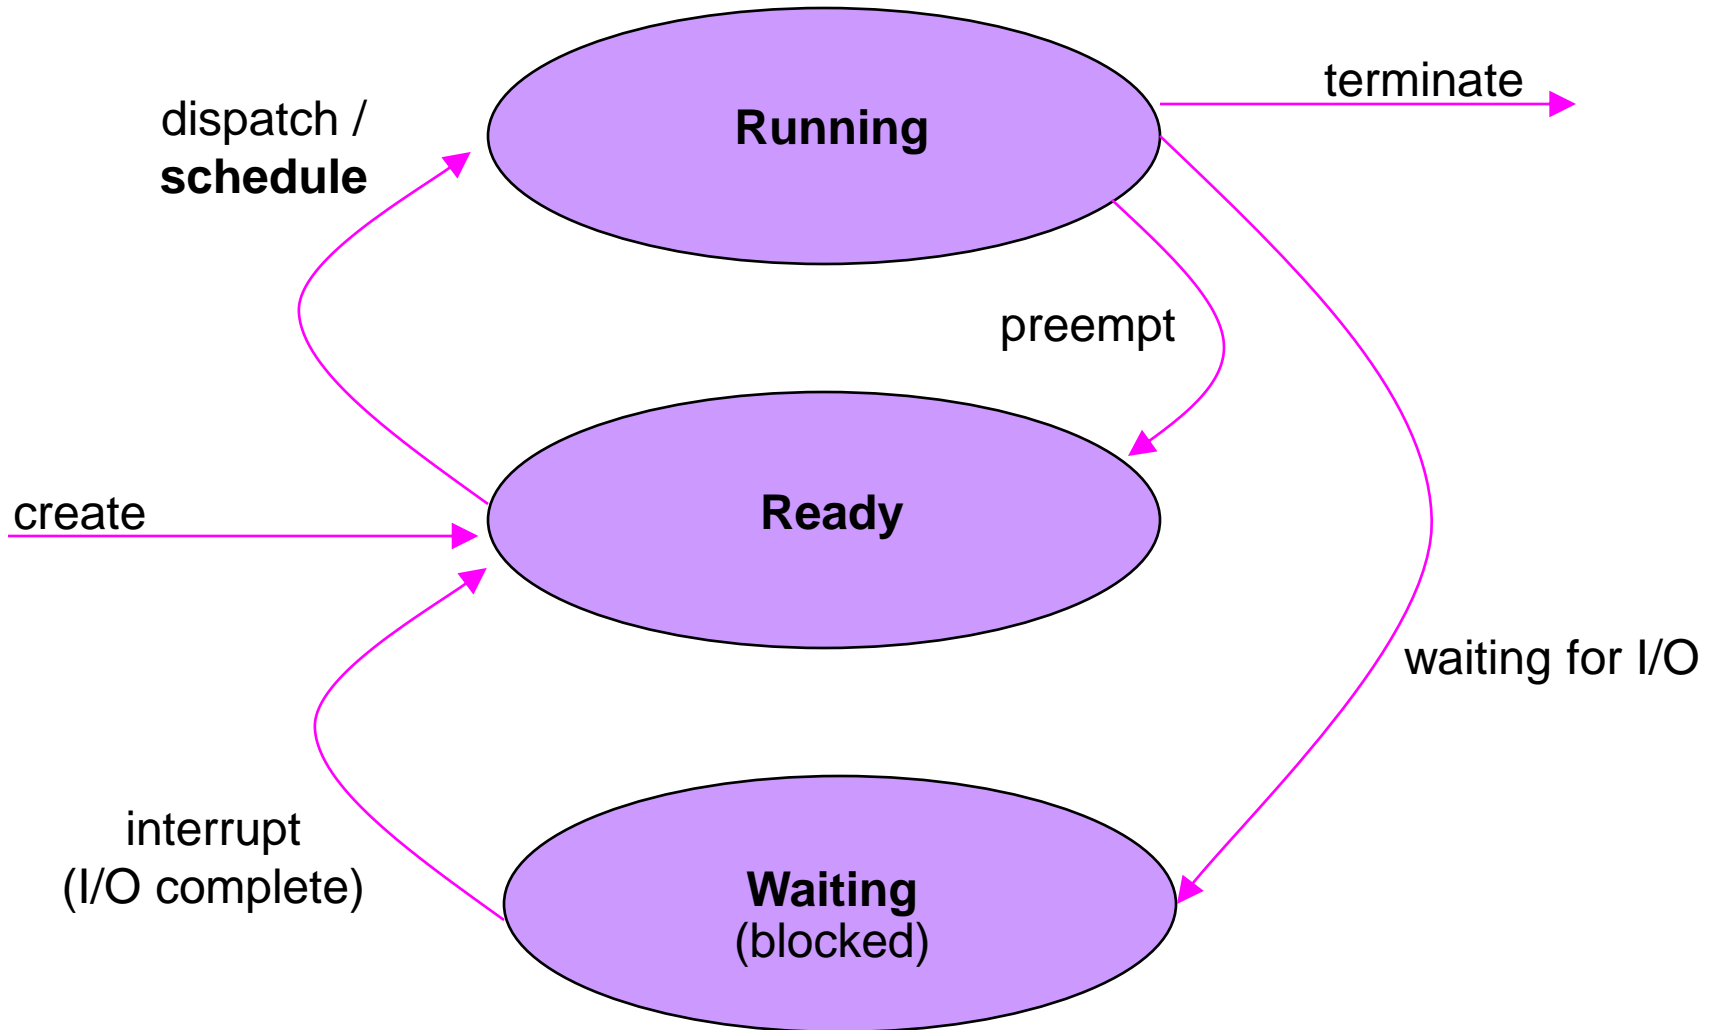 terminate
dispatch /
schedule
Running
preempt
create
Ready
waiting for I/O
interrupt
(I/O complete)
Waiting
(blocked)